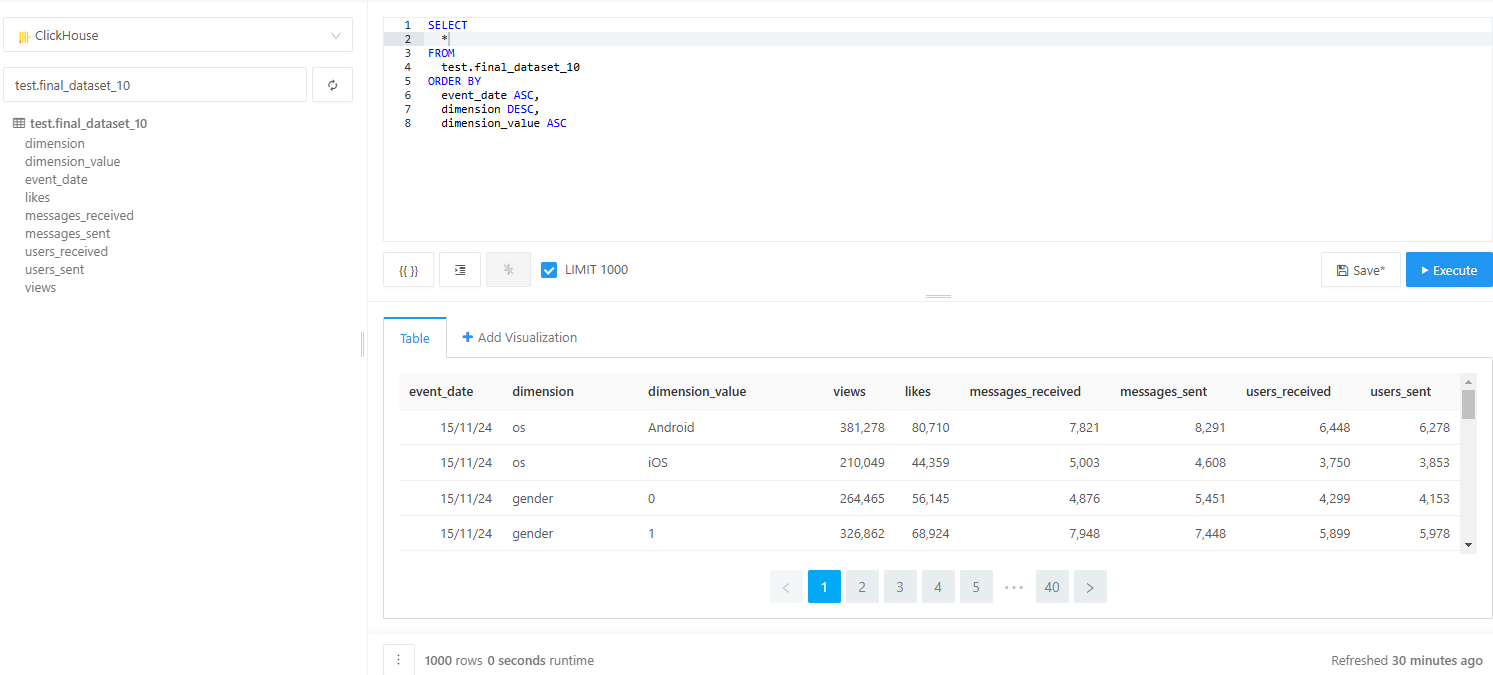 ClickHouse
test.final_dataset_10
test.final_dataset_10
dimension
dimension_value
event_date
likes
messages_received
messages_sent
users_received
users_sent
views
1 SELECT
2 *
3 FROM
4 test.final_dataset_10
5 ORDER BY
6 event_date ASC,
7 dimension DESC,
8 dimension_value ASC
{{ }} LIMIT 1000 Save* Execute
Table + Add Visualization
event_date dimension dimension_value views likes messages_received messages_sent users_received users_sent
15/11/24 os Android 381,278 80,710 7,821 8,291 6,448 6,278
15/11/24 os iOS 210,049 44,359 5,003 4,608 3,750 3,853
15/11/24 gender 0 264,465 56,145 4,876 5,451 4,299 4,153
15/11/24 gender 1 326,862 68,924 7,948 7,448 5,899 5,978
< 1 2 3 4 5 ••• 40 >
1000 rows 0 seconds runtime Refreshed 30 minutes ago